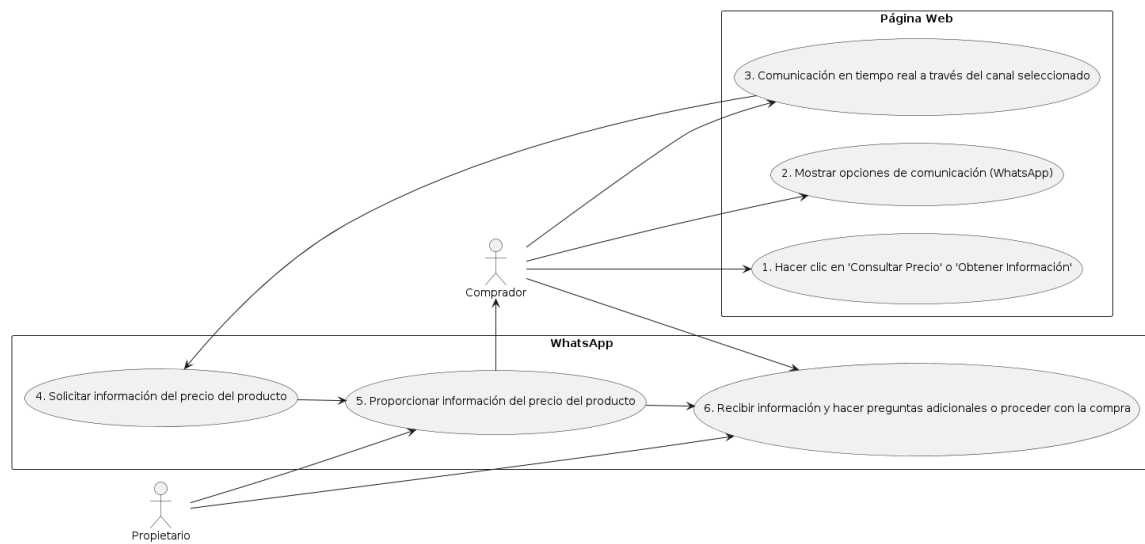 Página Web
3. Comunicación en tiempo real a través del canal seleccionado
2. Mostrar opciones de comunicación (WhatsApp)
1. Hacer clic en 'Consultar Precio' o 'Obtener Información'
Comprador
WhatsApp
4. Solicitar información del precio del producto
5. Proporcionar información del precio del producto
6. Recibir información y hacer preguntas adicionales o proceder con la compra
Propietario